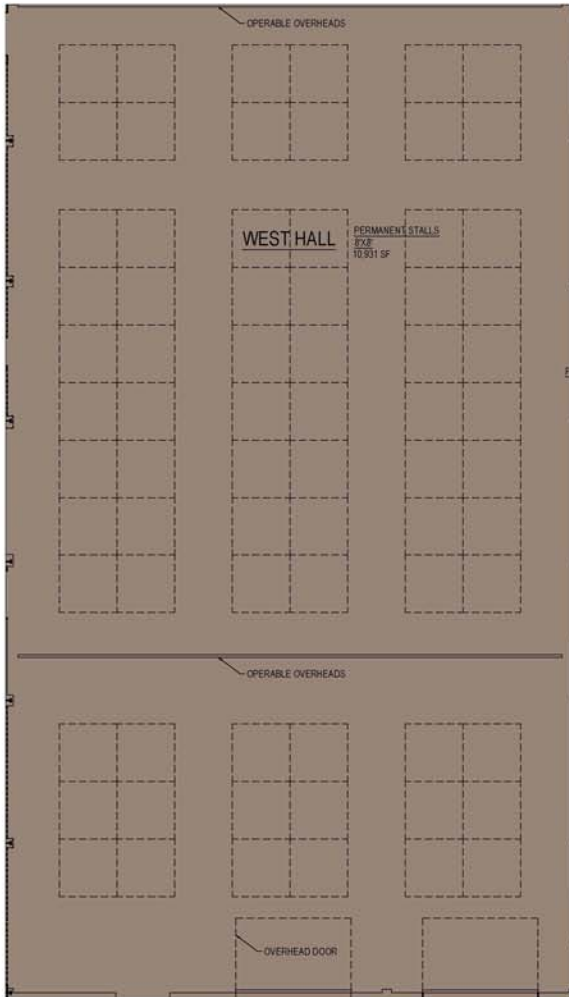 OPERABLE OVERHEADS
WEST HALL
PERMANENT STALLS
8'X8'
10,931 SF
OPERABLE OVERHEADS
OVERHEAD DOOR